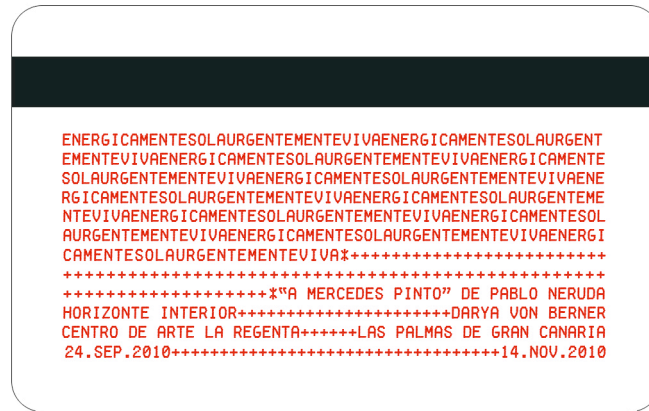 ENERGICAMENTESOLAURGENTEMENTEVIVAENERGICAMENTESOLAURGENT
EMENTEVIVAENERGICAMENTESOLAURGENTEMENTEVIVAENERGICAMENTE
SOLAURGENTEMENTEVIVAENERGICAMENTESOLAURGENTEMENTEVIVAENE
RGICAMENTESOLAURGENTEMENTEVIVAENERGICAMENTESOLAURGENTEME
NTEVIVAENERGICAMENTESOLAURGENTEMENTEVIVAENERGICAMENTESOL
AURGENTEMENTEVIVAENERGICAMENTESOLAURGENTEMENTEVIVAENERGI
CAMENTESOLAURGENTEMENTEVIVA*++++++++++++++++++++++++++++
++++++++++++++++++++++++++++++++++++++++++++++++++++++++
+++++++++++++++++++*“A MERCEDES PINTO” DE PABLO NERUDA
HORIZONTE INTERIOR++++++++++++++++++++++DARYA VON BERNER
CENTRO DE ARTE LA REGENTA++++++LAS PALMAS DE GRAN CANARIA
24.SEP.2010++++++++++++++++++++++++++++++++++14.NOV.2010